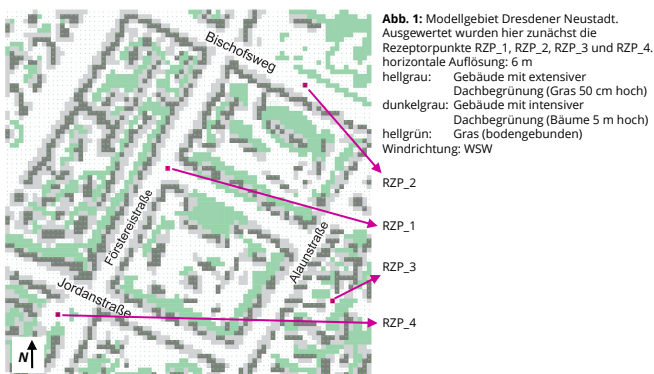 Abb. 1: Modellgebiet Dresdener Neustadt.
Ausgewertet wurden hier zunächst die
Rezeptorpunkte RZP_1, RZP_2, RZP_3 und RZP_4.
horizontale Auflösung: 6 m
hellgrau: Gebäude mit extensiver
Dachbegrünung (Gras 50 cm hoch)
dunkelgrau: Gebäude mit intensiver
Dachbegrünung (Bäume 5 m hoch)
hellgrün: Gras (bodengebunden)
Windrichtung: WSW
Bischofsweg
RZP_2
RZP_1
Förstereistraße
Alaunstraße
RZP_3
Jordanstraße
RZP_4
N